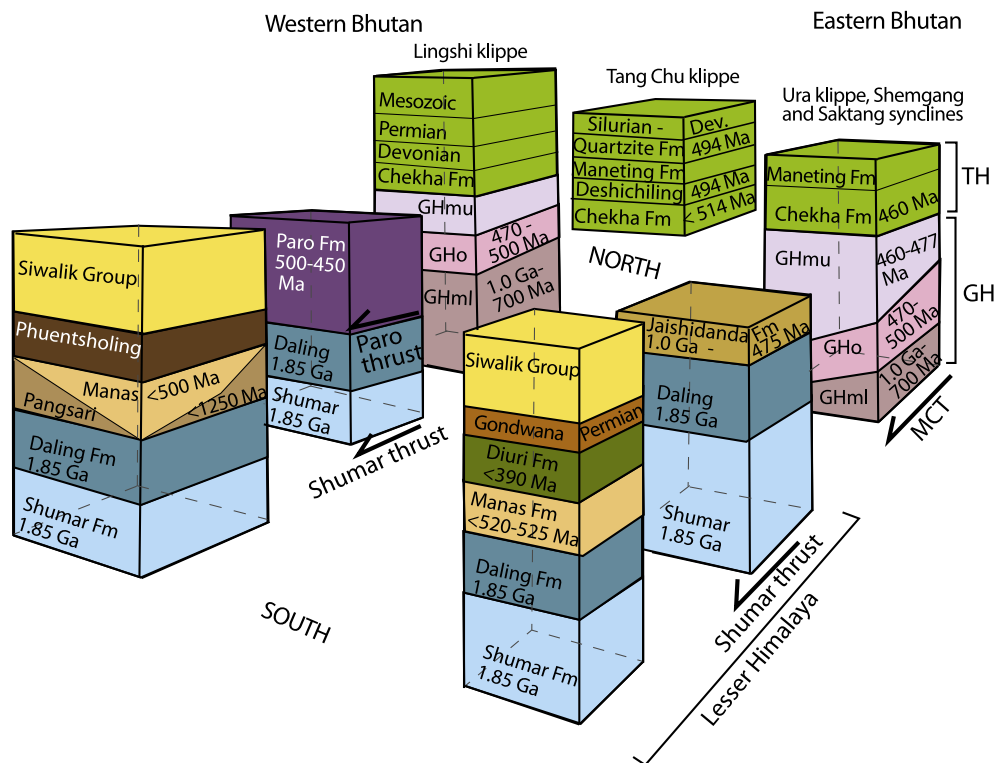 Western Bhutan
Eastern Bhutan
Lingshi klippe
Mesozoic
Permian
Devonian
Chekha Fm
GHmu
GHo
470 -
500 Ma
GHml
1.0 Ga-
700 Ma
Tang Chu klippe
Silurian - Dev.
Quartzite Fm 494 Ma
Maneting Fm
Deshichiling 494 Ma
Chekha Fm < 514 Ma
Ura klippe, Shemgang
and Saktang synclines
Maneting Fm
Chekha Fm 460 Ma
GHmu
460-477
Ma
GHo
470-
500 Ma
GHml
1.0 Ga-
700 Ma
TH
GH
MCT
NORTH
Siwalik Group
Phuentsholing
Manas <500 Ma
Pangsari <1250 Ma
Daling Fm
1.85 Ga
Shumar Fm
1.85 Ga
Paro Fm
500-450
Ma
Paro
thrust
Daling
1.85 Ga
Shumar
1.85 Ga
Shumar thrust
Siwalik Group
Gondwana Permian
Diuri Fm
<390 Ma
Manas Fm
<520-525 Ma
Daling Fm
1.85 Ga
Shumar Fm
1.85 Ga
Jaishidanda Fm
1.0 Ga - 475 Ma
Daling
1.85 Ga
Shumar
1.85 Ga
Shumar thrust
Lesser Himalaya
SOUTH